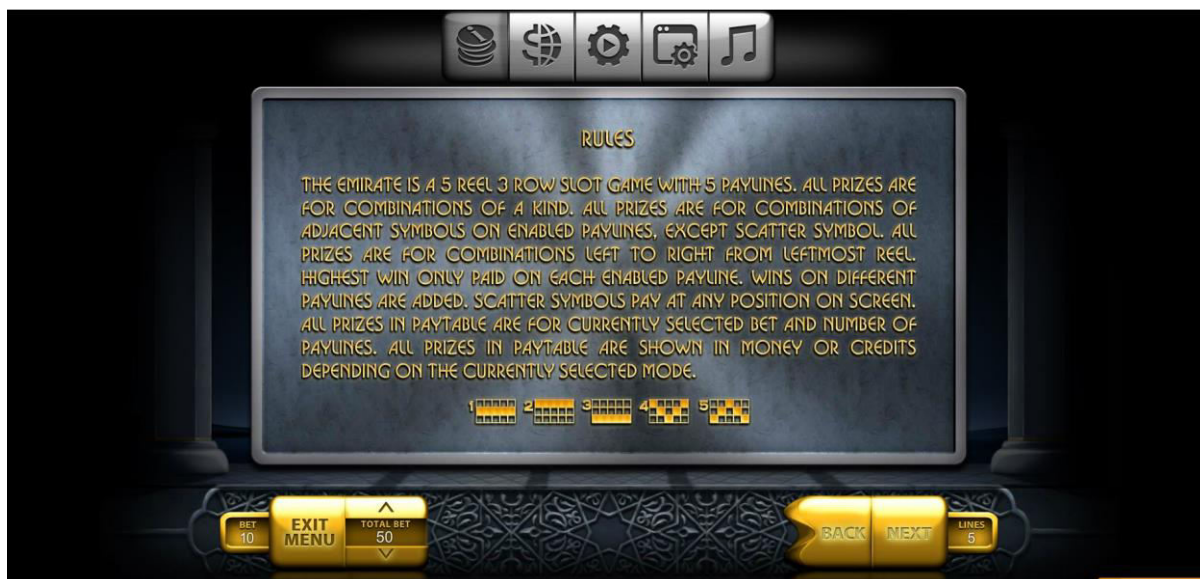 RULES
THE EMIRATE IS A 5 REEL 3 ROW SLOT GAME WITH 5 PAYLINES. ALL PRIZES ARE
FOR COMBINATIONS OF A KIND. ALL PRIZES ARE FOR COMBINATIONS OF
ADJACENT SYMBOLS ON ENABLED PAYLINES, EXCEPT SCATTER SYMBOL. ALL
PRIZES ARE FOR COMBINATIONS LEFT TO RIGHT FROM LEFTMOST REEL.
HIGHEST WIN ONLY PAID ON EACH ENABLED PAYLINE. WINS ON DIFFERENT
PAYLINES ARE ADDED. SCATTER SYMBOLS PAY AT ANY POSITION ON SCREEN.
ALL PRIZES IN PAYTABLE ARE FOR CURRENTLY SELECTED BET AND NUMBER OF
PAYLINES. ALL PRIZES IN PAYTABLE ARE SHOWN IN MONEY OR CREDITS
DEPENDING ON THE CURRENTLY SELECTED MODE.
1 2 3 4 5
BET
10
EXIT
MENU
TOTAL BET
50
BACK
NEXT
LINES
5